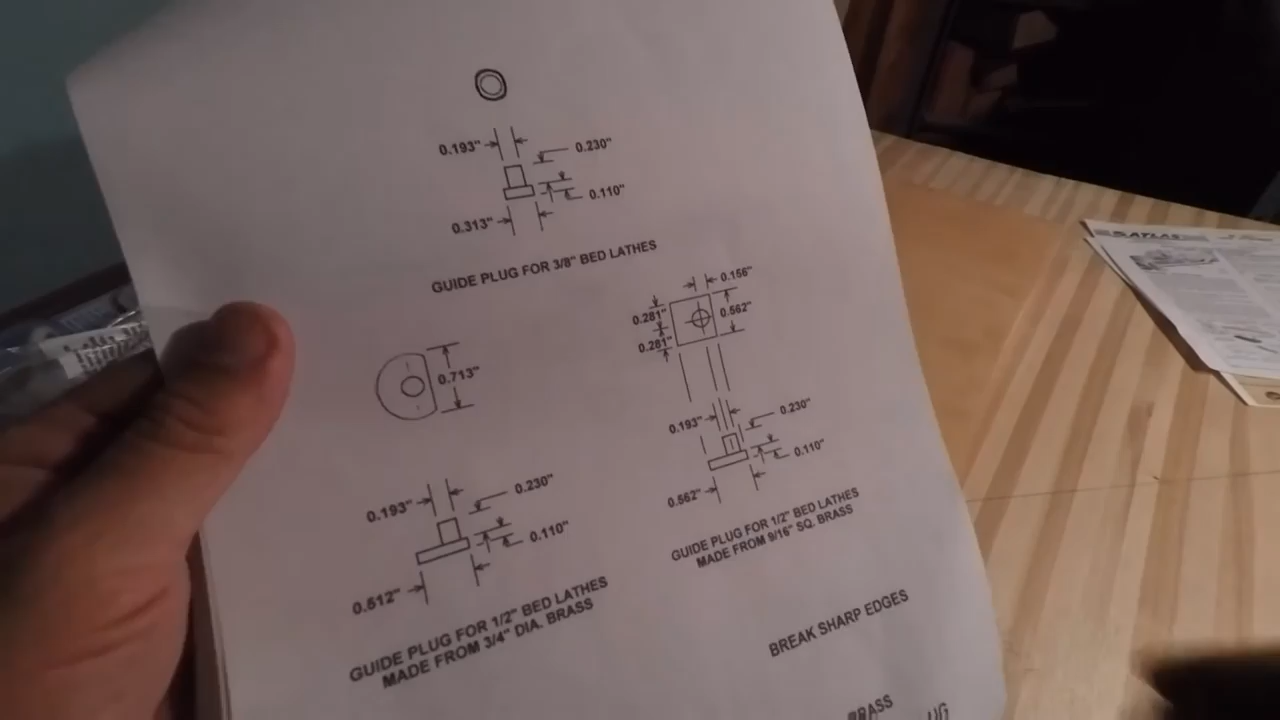 0.193"
0.230"
0.110"
0.313"
GUIDE PLUG FOR 3/8" BED LATHES
0.156"
0.281"
0.562"
0.281"
0.713"
0.193"
0.230"
0.110"
0.562"
GUIDE PLUG FOR 1/2" BED LATHES
MADE FROM 9/16" SQ. BRASS
0.193"
0.230"
0.110"
0.612"
GUIDE PLUG FOR 1/2" BED LATHES
MADE FROM 3/4" DIA. BRASS
BREAK SHARP EDGES
BRASS
ATLAS